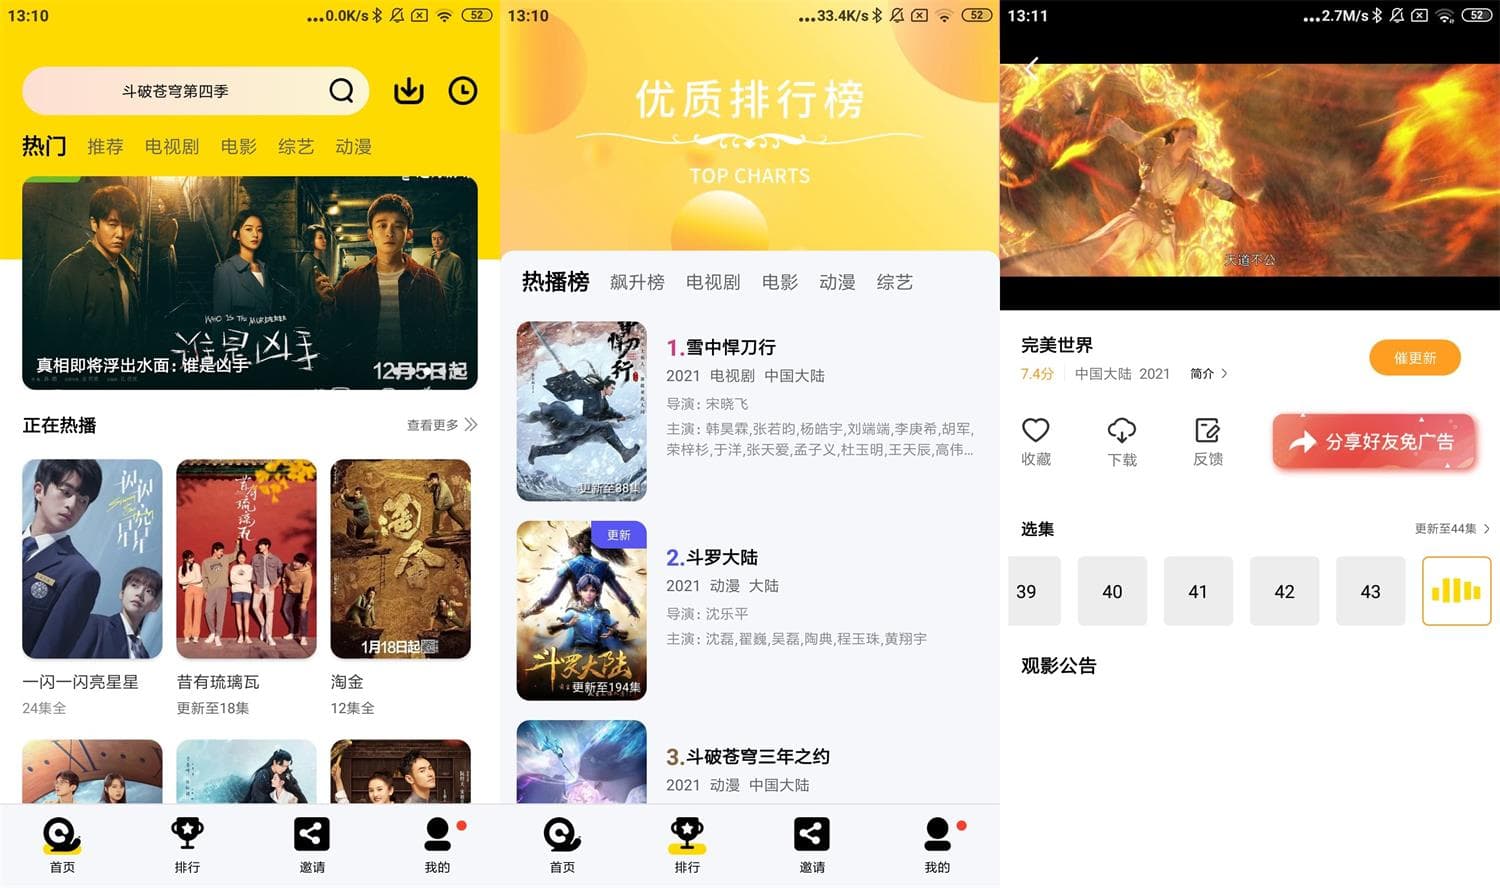 13:10
...0.0K/s
52
斗破苍穹第四季
热门
推荐
电视剧
电影
综艺
动漫
WHO IS THE MURDERER
谁是凶手
真相即将浮出水面：谁是凶手
12月5日起
正在热播
查看更多
一闪一闪亮星星
24集全
昔有琉璃瓦
昔有琉璃瓦
更新至18集
淘金
1月18日起
淘金
12集全
首页
排行
邀请
我的
13:10
...33.4K/s
52
优质排行榜
TOP CHARTS
热播榜
飙升榜
电视剧
电影
动漫
综艺
雪中悍刀行
更新至38集
1.雪中悍刀行
2021 电视剧 中国大陆
导演：宋晓飞
主演：韩昊霖,张若昀,杨皓宇,刘端端,李庚希,胡军,
荣梓杉,于洋,张天爱,孟子义,杜玉明,王天辰,高伟...
更新
斗罗大陆
更新至194集
2.斗罗大陆
2021 动漫 大陆
导演：沈乐平
主演：沈磊,翟巍,吴磊,陶典,程玉珠,黄翔宇
3.斗破苍穹三年之约
2021 动漫 中国大陆
首页
排行
邀请
我的
13:11
...2.7M/s
52
天道不公
完美世界
7.4分
中国大陆 2021
简介
催更新
收藏
下载
反馈
分享好友免广告
选集
更新至44集
39
40
41
42
43
观影公告